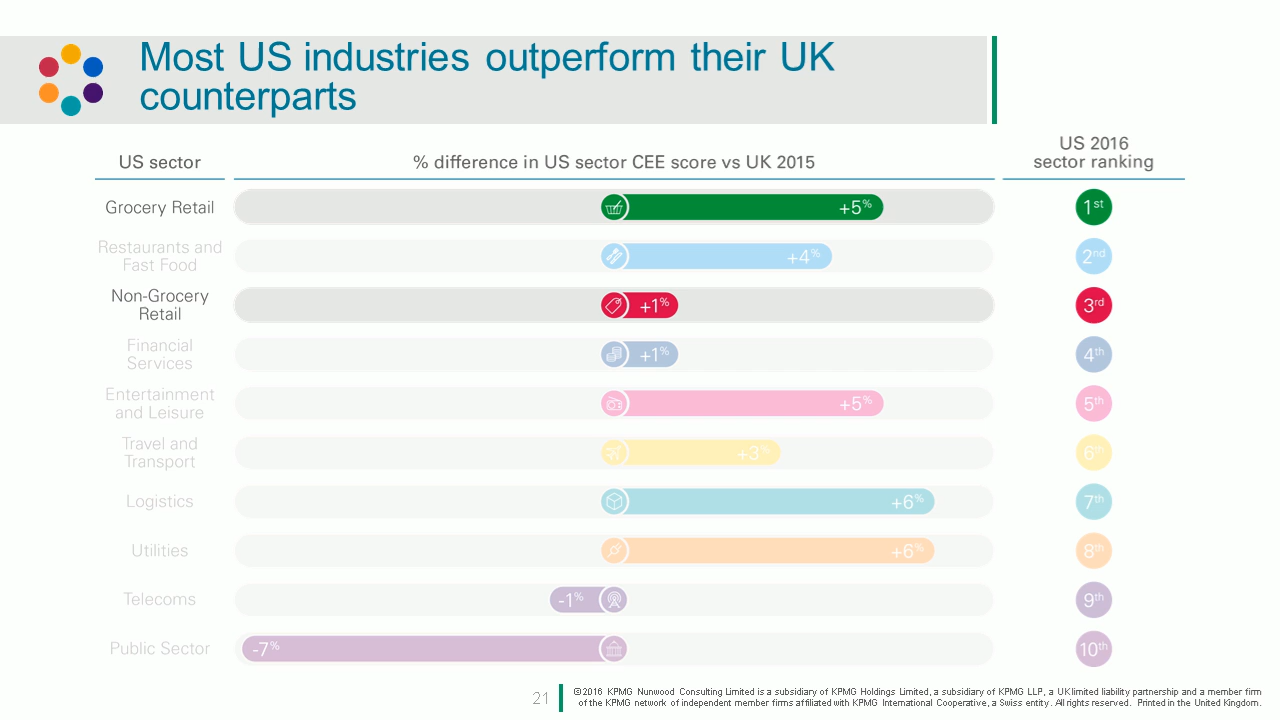 Most US industries outperform their UK
counterparts
US sector
% difference in US sector CEE score vs UK 2015
US 2016
sector ranking
Grocery Retail
+5%
1st
Restaurants and
Fast Food
+4%
2nd
Non-Grocery
Retail
+1%
3rd
Financial
Services
+1%
4th
Entertainment
and Leisure
+5%
5th
Travel and
Transport
+3%
6th
Logistics
+6%
7th
Utilities
+6%
8th
Telecoms
-1%
9th
Public Sector
-7%
10th
21
©2016 KPMG Nunwood Consulting Limited is a subsidiary of KPMG Holdings Limited, a subsidiary of KPMG LLP, a UK limited liability partnership and a member firm
of the KPMG network of independent member firms affiliated with KPMG International Cooperative, a Swiss entity. All rights reserved. Printed in the United Kingdom.